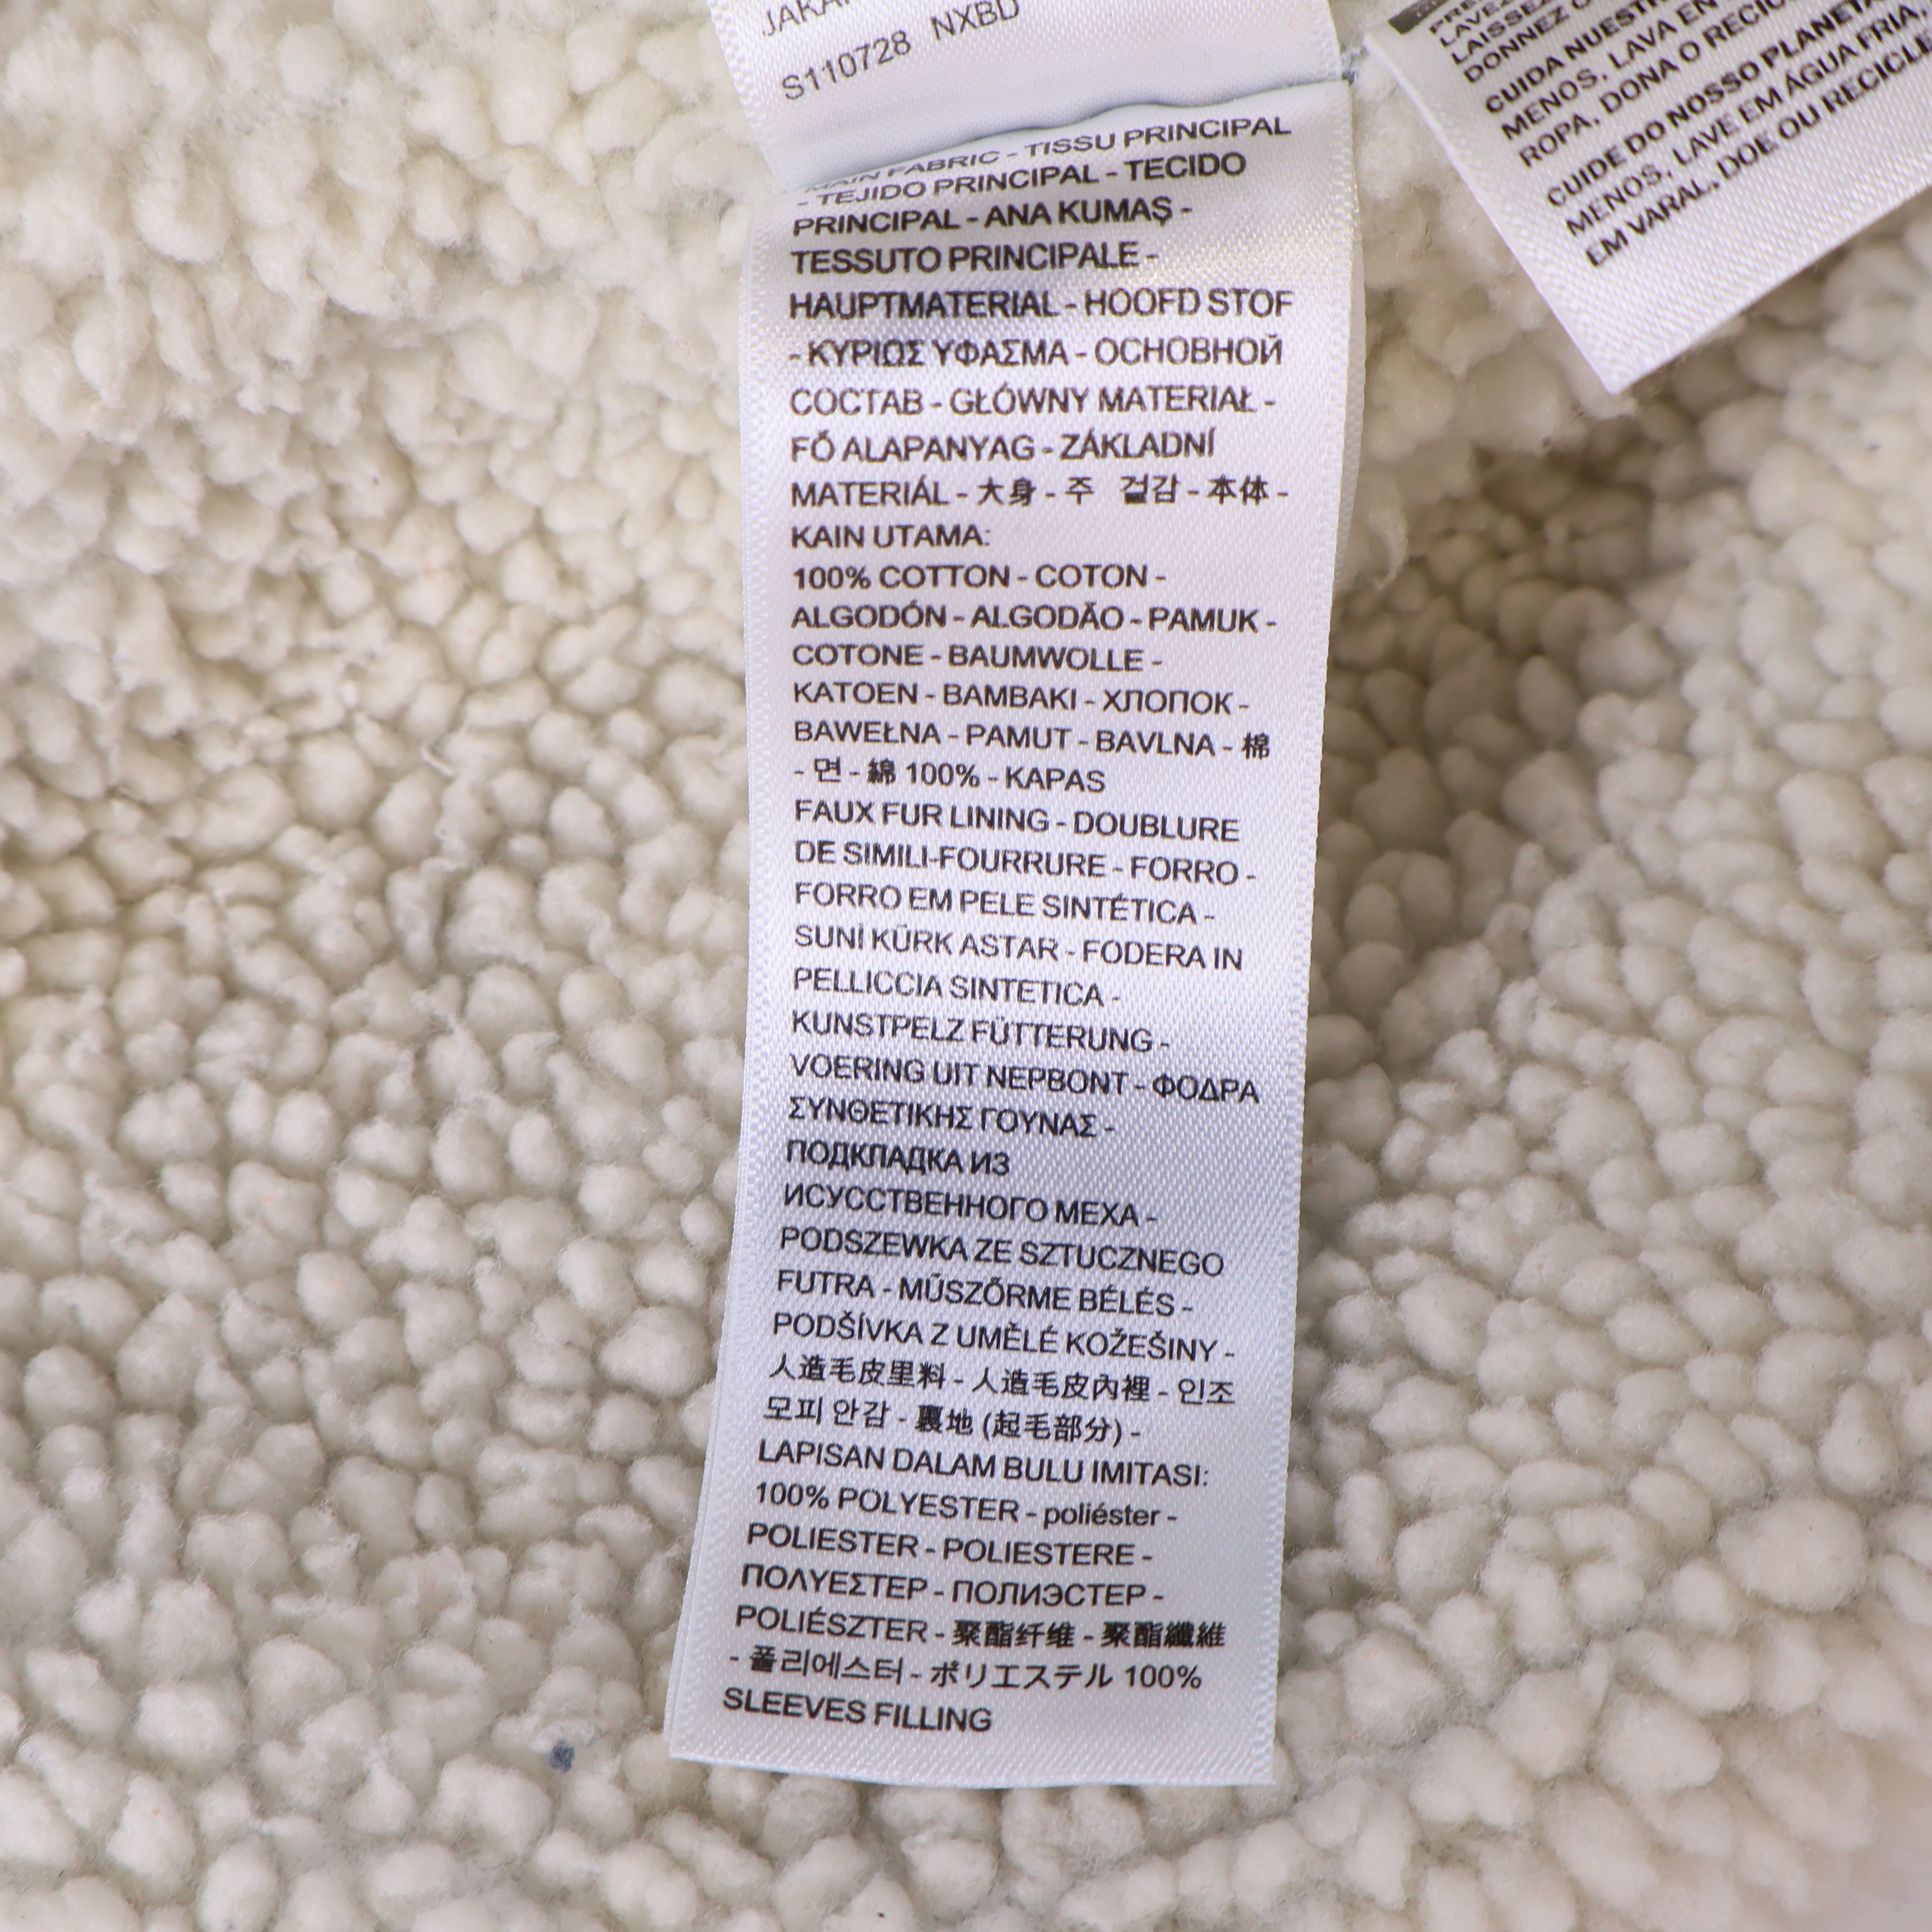 S110728 NXBD
MAIN FABRIC - TISSU PRINCIPAL
- TEJIDO PRINCIPAL - TECIDO
PRINCIPAL - ANA KUMAŞ -
TESSUTO PRINCIPALE -
HAUPTMATERIAL - HOOFD STOF
- ΚΥΡΙΩΣ ΥΦΑΣΜΑ - ОСНОВНОЙ
СОСТАВ - GŁÓWNY MATERIAŁ -
FŐ ALAPANYAG - ZÁKLADNÍ
MATERIÁL - 大身 - 주 겉감 - 本体 -
KAIN UTAMA:
100% COTTON - COTON -
ALGODÓN - ALGODÃO - PAMUK -
COTONE - BAUMWOLLE -
KATOEN - BAMBAKI - ХЛОПОК -
BAWEŁNA - PAMUT - BAVLNA - 棉
- 면 - 綿 100% - KAPAS
FAUX FUR LINING - DOUBLURE
DE SIMILI-FOURRURE - FORRO -
FORRO EM PELE SINTÉTICA -
SUNİ KÜRK ASTAR - FODERA IN
PELLICCIA SINTETICA -
KUNSTPELZ FÜTTERUNG -
VOERING UIT NEPBONT - ΦΟΔΡΑ
ΣΥΝΘΕΤΙΚΗΣ ΓΟΥΝΑΣ -
ПОДКЛАДКА ИЗ
ИСУССТВЕННОГО МЕХА -
PODSZEWKA ZE SZTUCZNEGO
FUTRA - MŰSZŐRME BÉLÉS -
PODŠÍVKA Z UMĚLÉ KOŽEŠINY -
人造毛皮里料 - 人造毛皮內裡 - 인조
모피 안감 - 裏地 (起毛部分) -
LAPISAN DALAM BULU IMITASI:
100% POLYESTER - poliéster -
POLIESTER - POLIESTERE -
ΠΟΛΥΕΣΤΕΡ - ПОЛИЭСТЕР -
POLIÉSZTER - 聚酯纤维 - 聚酯纖維
- 폴리에스터 - ポリエステル 100%
SLEEVES FILLING
LAISSEZ
DONNEZ
CUIDA NUESTR
MENOS, LAVA EN
ROPA, DONA O RECIC
CUIDE DO NOSSO PLANETA
MENOS, LAVE EM ÁGUA FRIA,
EM VARAL, DOE OU RECICLE